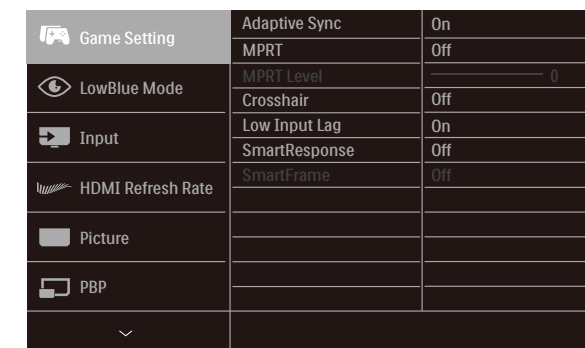 Game Setting
LowBlue Mode
Input
HDMI Refresh Rate
Picture
PBP
Adaptive Sync On
MPRT Off
MPRT Level 0
Crosshair Off
Low Input Lag On
SmartResponse Off
SmartFrame Off